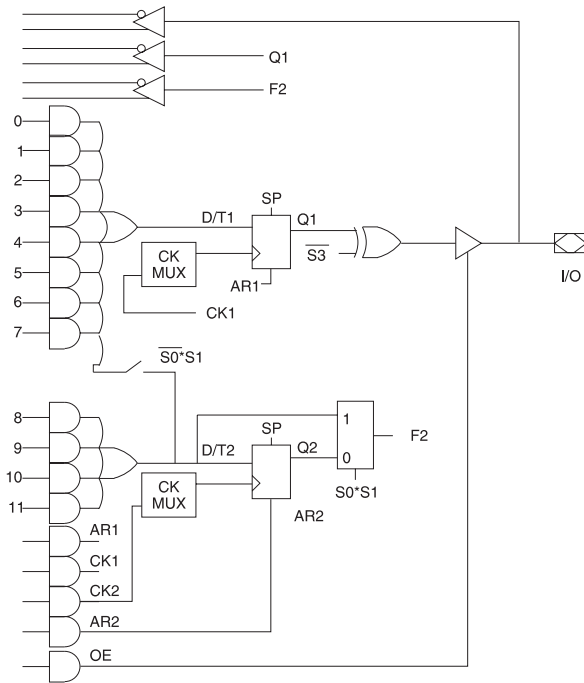 Q1
F2
0
1
2
3
4
5
6
7
D/T1
SP
Q1
CK
MUX
AR1
CK1
S3
I/O
S0*S1
8
9
10
11
D/T2
SP
Q2
CK
MUX
AR2
1
0
F2
S0*S1
AR1
CK1
CK2
AR2
OE